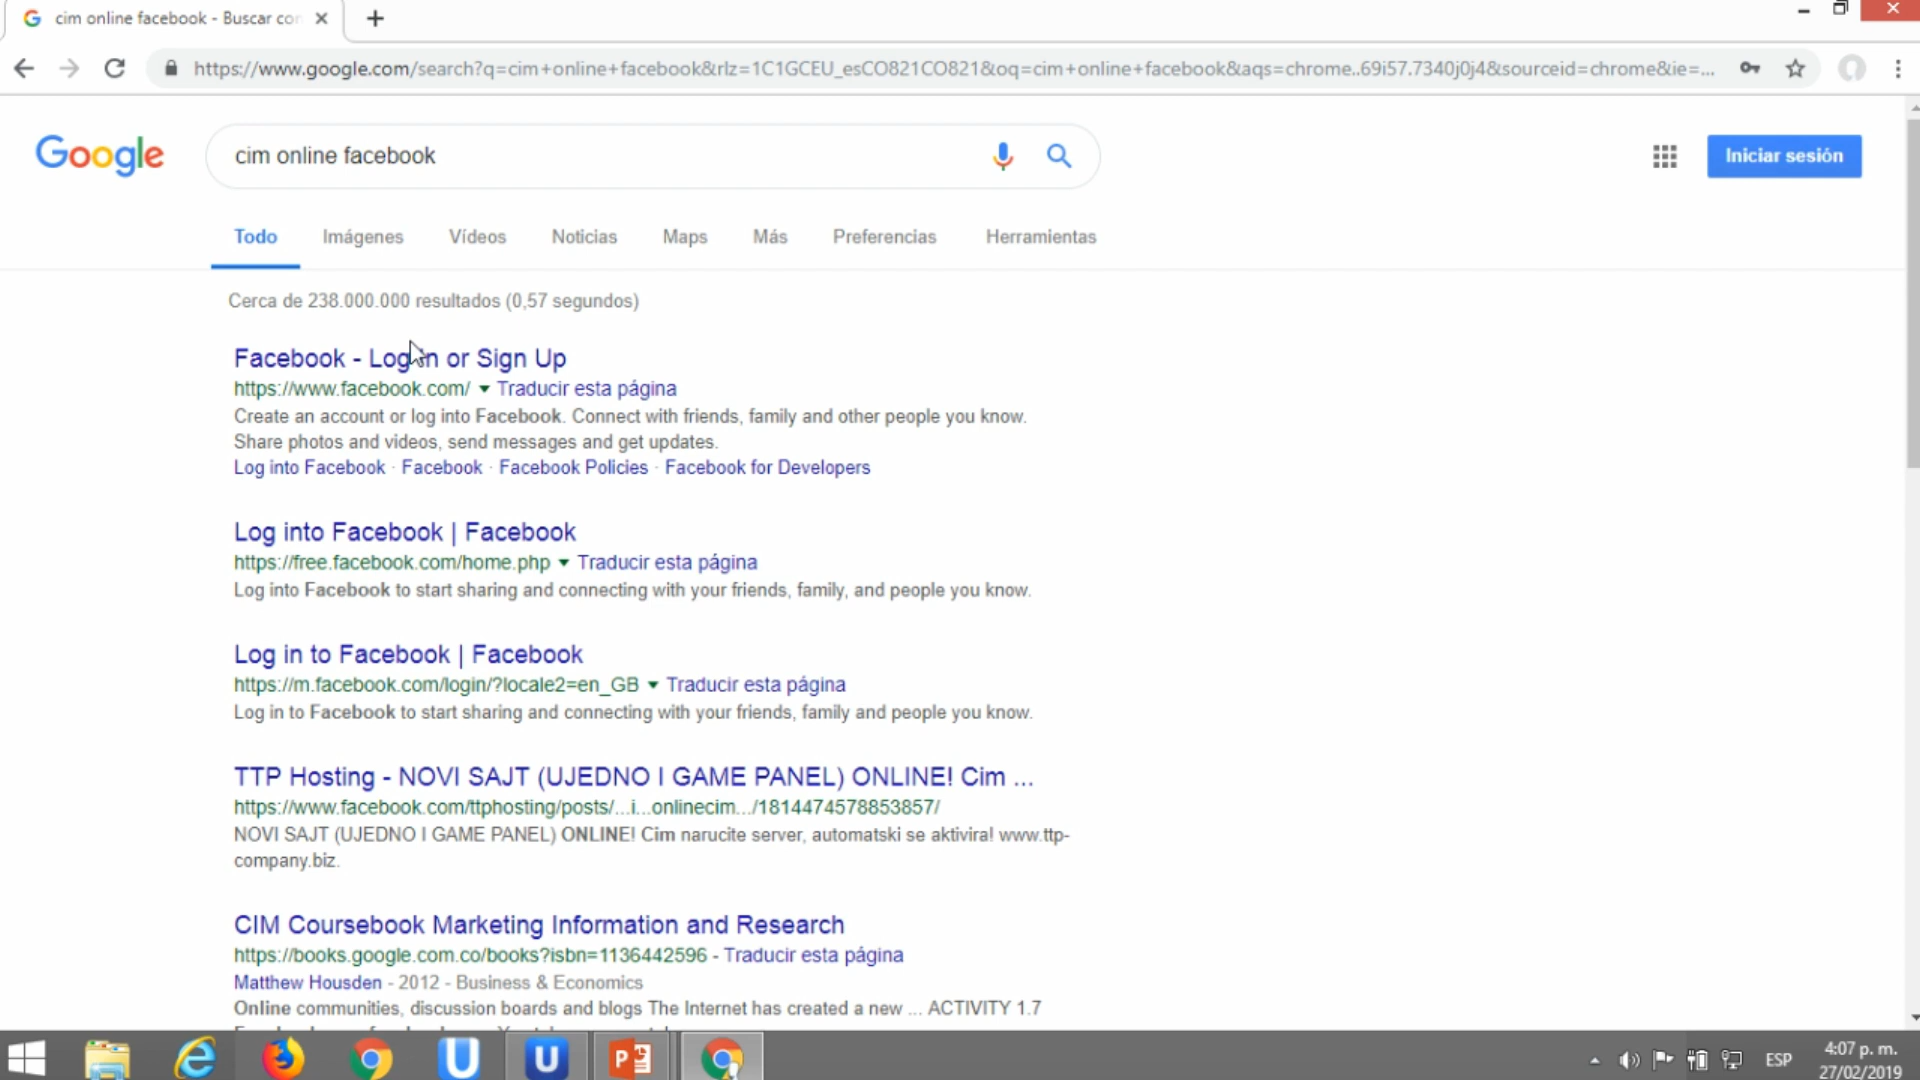 cim online facebook - Buscar con
https://www.google.com/search?q=cim+online+facebook&rlz=1C1GCEU_esCO821CO821&oq=cim+online+facebook&aqs=chrome..69i57.7340j0j4&sourceid=chrome&ie=...
Google
cim online facebook
Iniciar sesión
Todo Imágenes Vídeos Noticias Maps Más Preferencias Herramientas
Cerca de 238.000.000 resultados (0,57 segundos)
Facebook - Log In or Sign Up
https://www.facebook.com/ ▾ Traducir esta página
Create an account or log into Facebook. Connect with friends, family and other people you know.
Share photos and videos, send messages and get updates.
Log into Facebook · Facebook · Facebook Policies · Facebook for Developers
Log into Facebook | Facebook
https://free.facebook.com/home.php ▾ Traducir esta página
Log into Facebook to start sharing and connecting with your friends, family, and people you know.
Log in to Facebook | Facebook
https://m.facebook.com/login/?locale2=en_GB ▾ Traducir esta página
Log in to Facebook to start sharing and connecting with your friends, family and people you know.
TTP Hosting - NOVI SAJT (UJEDNO I GAME PANEL) ONLINE! Cim ...
https://www.facebook.com/ttphosting/posts/...i...onlinecim.../1814474578853857/
NOVI SAJT (UJEDNO I GAME PANEL) ONLINE! Cim narucite server, automatski se aktivira! www.ttp-
company.biz.
CIM Coursebook Marketing Information and Research
https://books.google.com.co/books?isbn=1136442596 - Traducir esta página
Matthew Housden - 2012 - Business & Economics
Online communities, discussion boards and blogs The Internet has created a new ... ACTIVITY 1.7
ESP
4:07 p. m.
27/02/2019